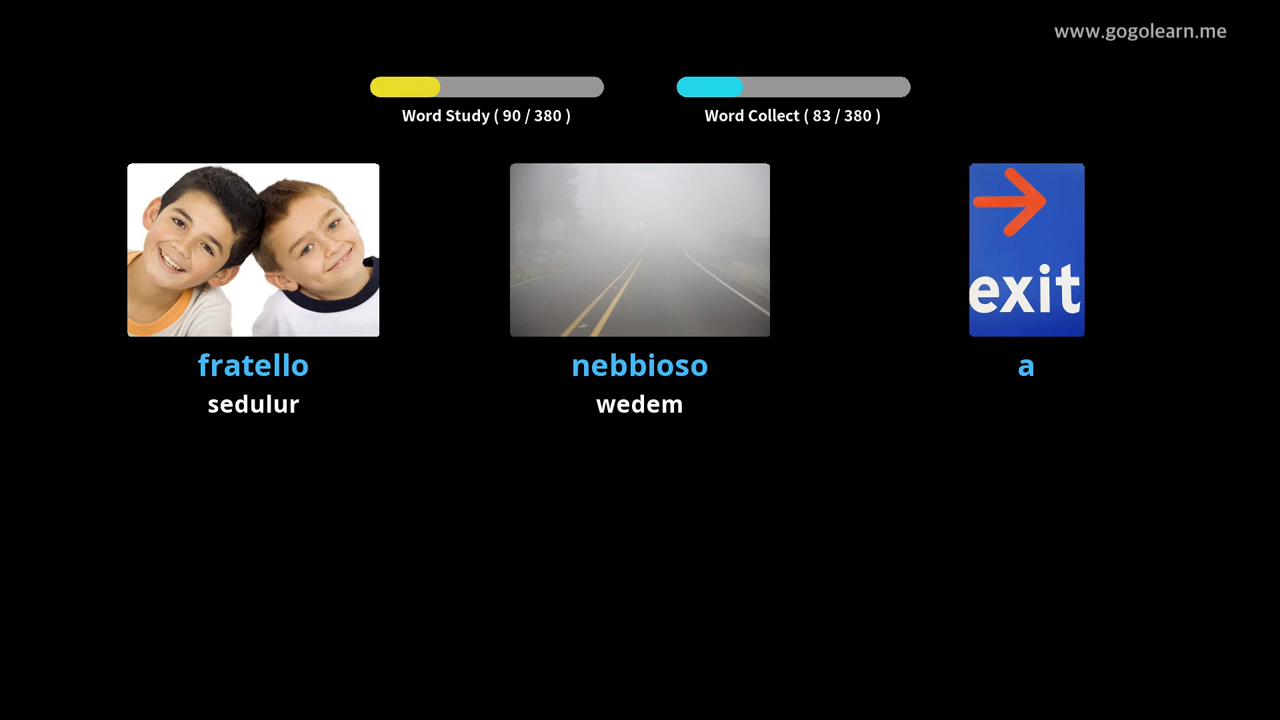 www.gogolearn.me
Word Study ( 90 / 380 )
Word Collect ( 83 / 380 )
exit
fratello
nebbioso
a
sedulur
wedem